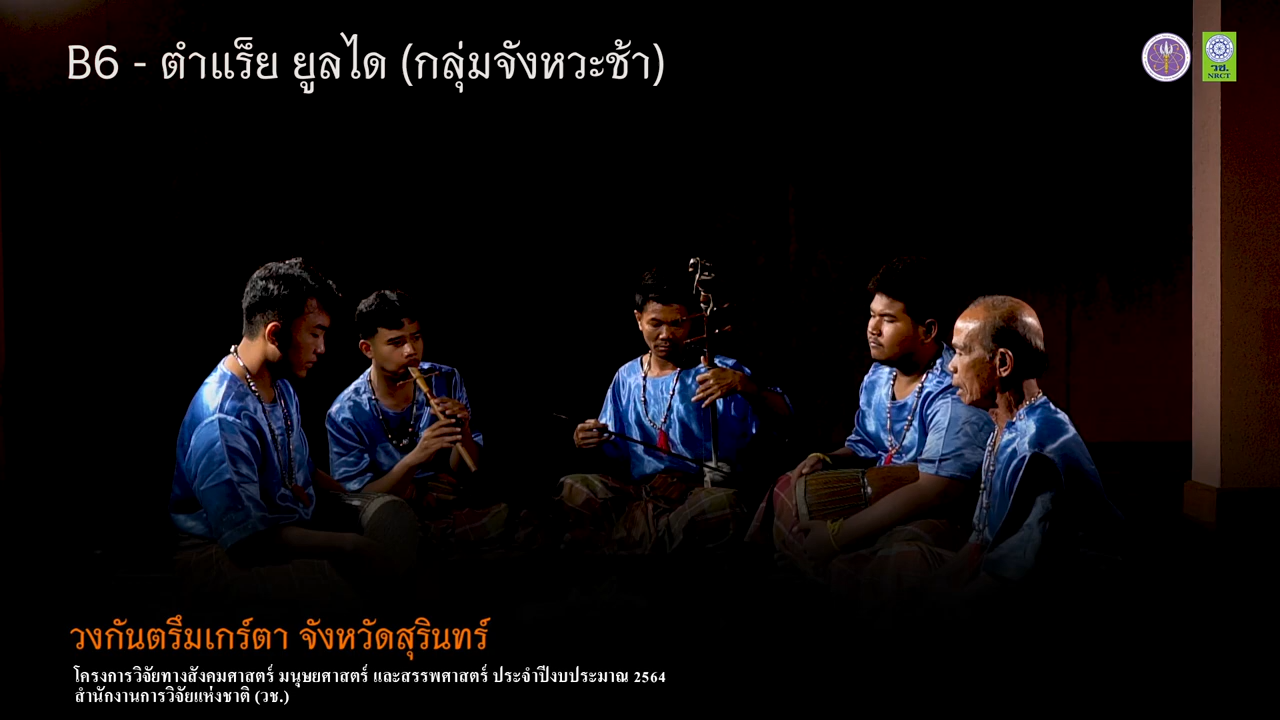 B6 - ตำแร็ย ยูลได (กลุ่มจังหวะช้า)
วช.
NRCT
วงกันตรึมเกร์ตา จังหวัดสุรินทร์
โครงการวิจัยทางสังคมศาสตร์ มนุษยศาสตร์ และสรรพศาสตร์ ประจำปีงบประมาณ 2564
สำนักงานการวิจัยแห่งชาติ (วช.)